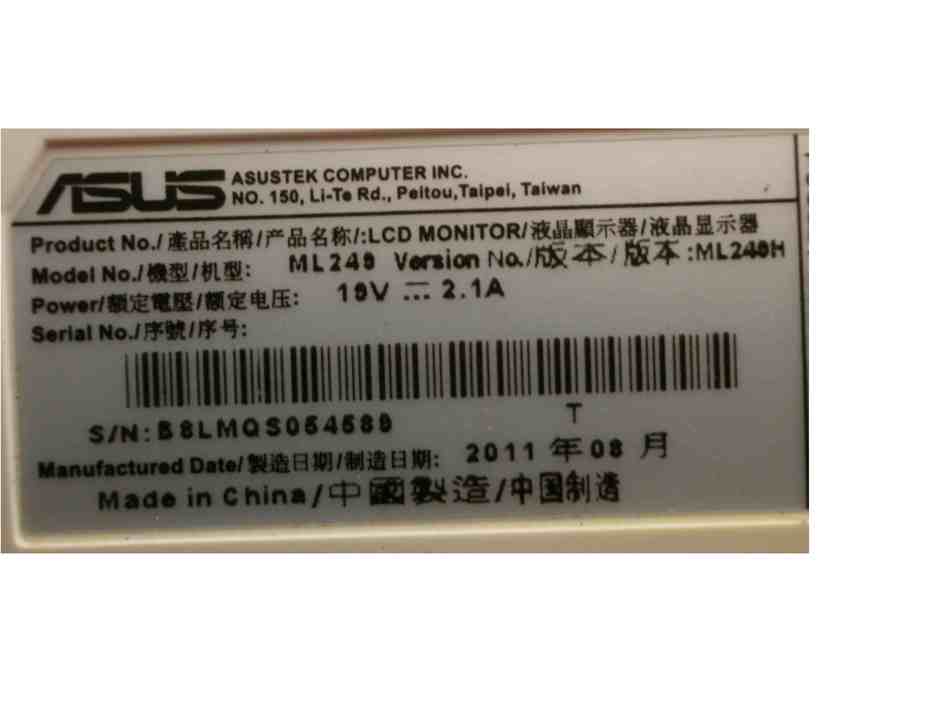 ASUS
ASUSTEK COMPUTER INC.
NO. 150, Li-Te Rd., Peitou,Taipei, Taiwan
Product No./產品名稱/产品名称/:LCD MONITOR/液晶顯示器/液晶显示器
Model No./機型/机型: ML249 Version No./版本/版本:ML249H
Power/額定電壓/额定电压: 19V ⎓ 2.1A
Serial No./序號/序号:
T
S/N:B8LMQS054589
Manufactured Date/製造日期/制造日期: 2011 年 08 月
Made in China/中國製造/中国制造